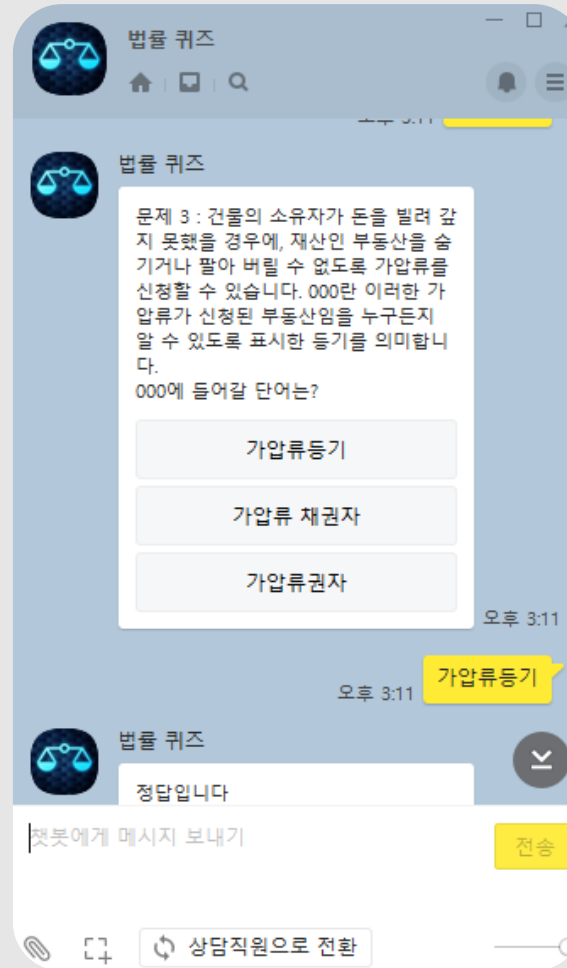 법률 퀴즈
법률 퀴즈
문제 3 : 건물의 소유자가 돈을 빌려 갚
지 못했을 경우에, 재산인 부동산을 숨
기거나 팔아 버릴 수 없도록 가압류를
신청할 수 있습니다. 000란 이러한 가
압류가 신청된 부동산임을 누구든지
알 수 있도록 표시한 등기를 의미합니
다.
000에 들어갈 단어는?
가압류등기
가압류 채권자
가압류권자
오후 3:11
가압류등기
오후 3:11
법률 퀴즈
정답입니다
챗봇에게 메시지 보내기
전송
상담직원으로 전환